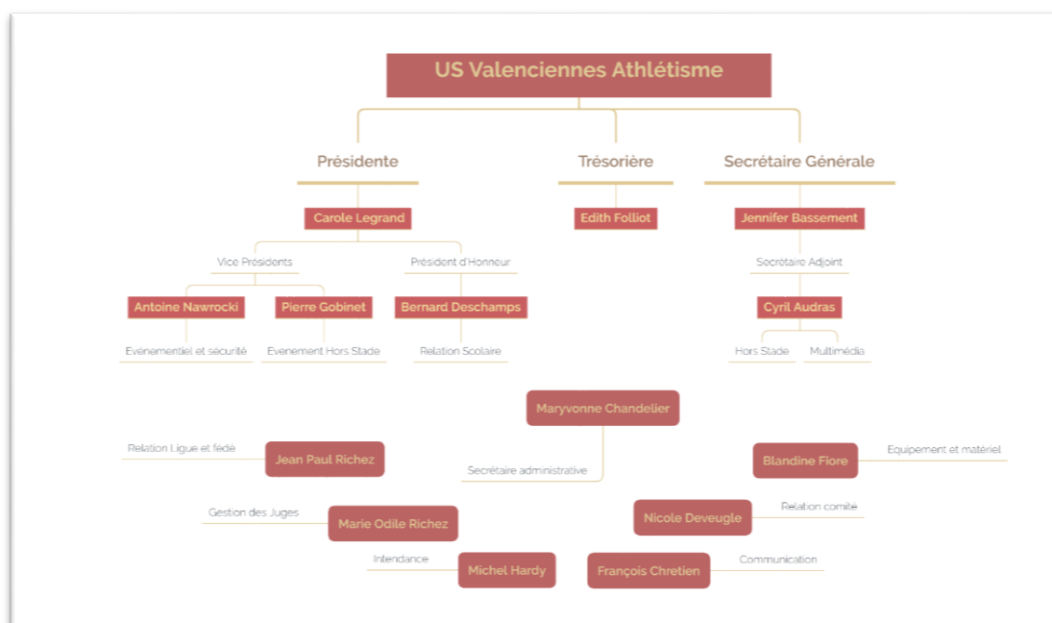 US Valenciennes Athlétisme
Présidente
Trésorière
Secrétaire Générale
Carole Legrand
Edith Folliot
Jennifer Bassement
Vice Présidents
Président d'Honneur
Secrétaire Adjoint
Antoine Nawrocki
Pierre Gobinet
Bernard Deschamps
Cyril Audras
Evénementiel et sécurité
Evenement Hors Stade
Relation Scolaire
Hors Stade
Multimédia
Maryvonne Chandelier
Secrétaire administrative
Relation Ligue et fédé
Jean Paul Richez
Blandine Fiore
Equipement et matériel
Gestion des Juges
Marie Odile Richez
Nicole Deveugle
Relation comité
Intendance
Michel Hardy
François Chretien
Communication